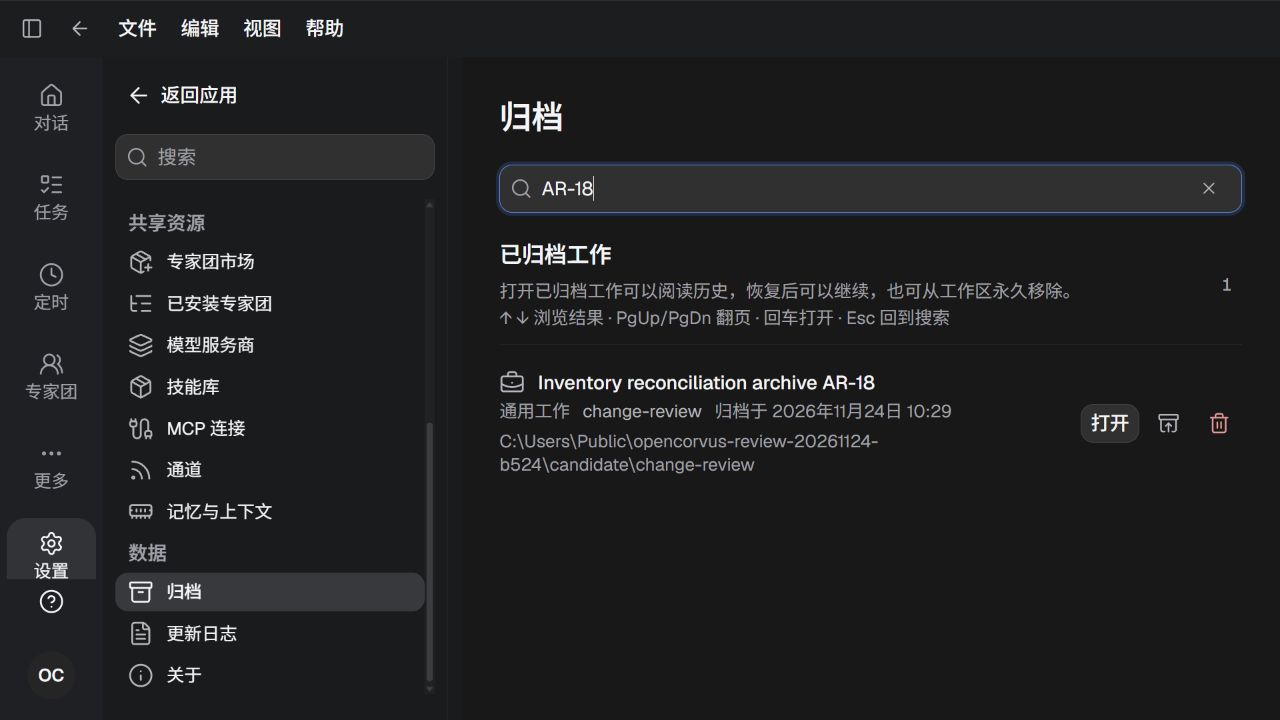 文件 编辑 视图 帮助
对话
任务
定时
专家团
更多
设置
OC
返回应用
搜索
共享资源
专家团市场
已安装专家团
模型服务商
技能库
MCP 连接
通道
记忆与上下文
数据
归档
更新日志
关于
归档
AR-18
已归档工作
打开已归档工作可以阅读历史，恢复后可以继续，也可从工作区永久移除。
1
↑↓ 浏览结果 · PgUp/PgDn 翻页 · 回车打开 · Esc 回到搜索
Inventory reconciliation archive AR-18
通用工作 change-review 归档于 2026年11月24日 10:29
C:\Users\Public\opencorvus-review-20261124-
b524\candidate\change-review
打开